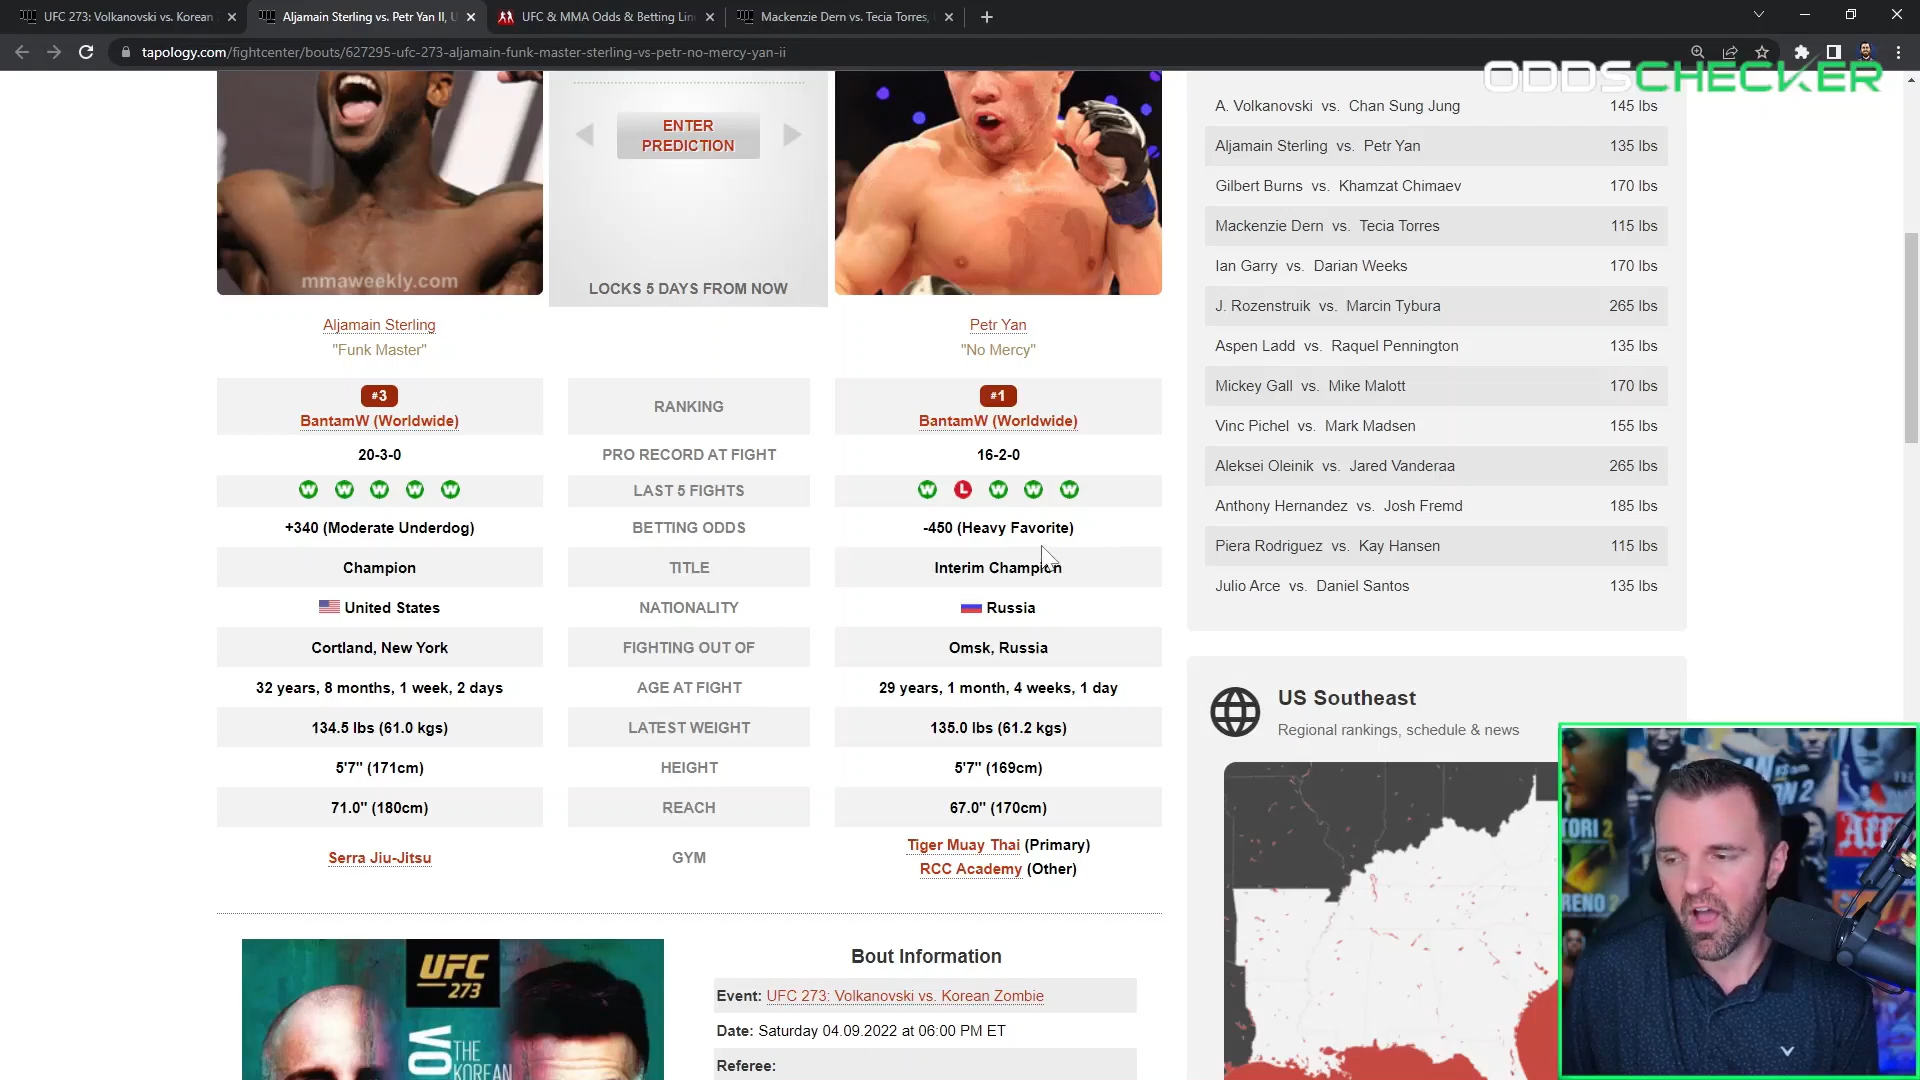 UFC 273: Volkanovski vs. Korean
Aljamain Sterling vs. Petr Yan II, U
UFC & MMA Odds & Betting Lin
Mackenzie Dern vs. Tecia Torres,
tapology.com/fightcenter/bouts/627295-ufc-273-aljamain-funk-master-sterling-vs-petr-no-mercy-yan-ii
ODDSCHECKER
ENTER
PREDICTION
LOCKS 5 DAYS FROM NOW
mmaweekly.com
Aljamain Sterling
"Funk Master"
Petr Yan
"No Mercy"
#3
BantamW (Worldwide)
RANKING
#1
BantamW (Worldwide)
20-3-0
PRO RECORD AT FIGHT
16-2-0
W W W W W
LAST 5 FIGHTS
W L W W W
+340 (Moderate Underdog)
BETTING ODDS
-450 (Heavy Favorite)
Champion
TITLE
Interim Champion
United States
NATIONALITY
Russia
Cortland, New York
FIGHTING OUT OF
Omsk, Russia
32 years, 8 months, 1 week, 2 days
AGE AT FIGHT
29 years, 1 month, 4 weeks, 1 day
134.5 lbs (61.0 kgs)
LATEST WEIGHT
135.0 lbs (61.2 kgs)
5'7" (171cm)
HEIGHT
5'7" (169cm)
71.0" (180cm)
REACH
67.0" (170cm)
Serra Jiu-Jitsu
GYM
Tiger Muay Thai (Primary)
RCC Academy (Other)
A. Volkanovski vs. Chan Sung Jung 145 lbs
Aljamain Sterling vs. Petr Yan 135 lbs
Gilbert Burns vs. Khamzat Chimaev 170 lbs
Mackenzie Dern vs. Tecia Torres 115 lbs
Ian Garry vs. Darian Weeks 170 lbs
J. Rozenstruik vs. Marcin Tybura 265 lbs
Aspen Ladd vs. Raquel Pennington 135 lbs
Mickey Gall vs. Mike Malott 170 lbs
Vinc Pichel vs. Mark Madsen 155 lbs
Aleksei Oleinik vs. Jared Vanderaa 265 lbs
Anthony Hernandez vs. Josh Fremd 185 lbs
Piera Rodriguez vs. Kay Hansen 115 lbs
Julio Arce vs. Daniel Santos 135 lbs
US Southeast
Regional rankings, schedule & news
UFC
273
VO
THE
KOREAN
Bout Information
Event: UFC 273: Volkanovski vs. Korean Zombie
Date: Saturday 04.09.2022 at 06:00 PM ET
Referee:
TORI 2
RENO 2